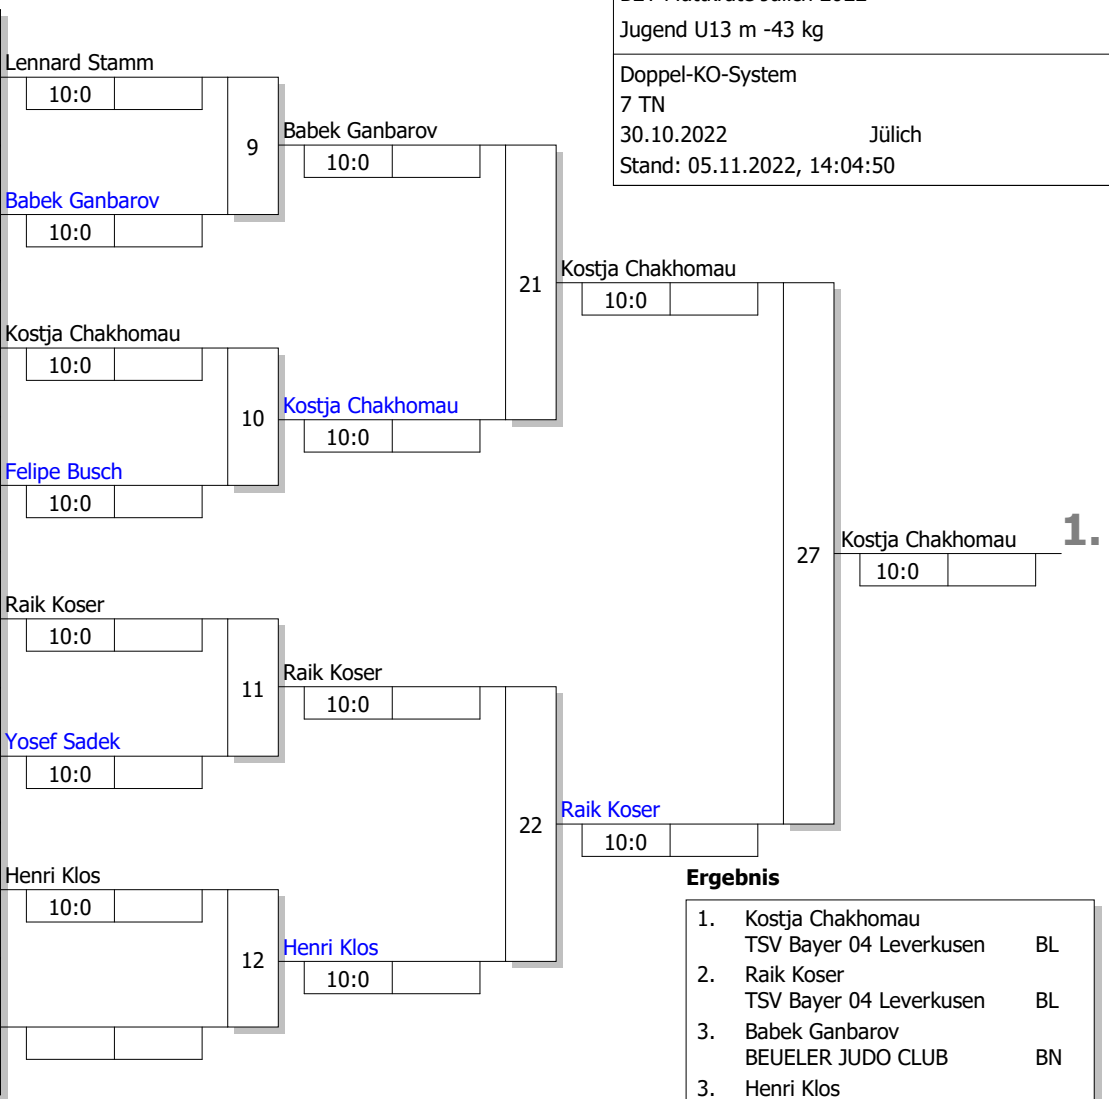 Jugend U13 m -43 kg
Doppel-KO-System
7 TN
30.10.2022 Jülich
Stand: 05.11.2022, 14:04:50
Lennard Stamm
10:0
9
Babek Ganbarov
10:0
Babek Ganbarov
10:0
21
Kostja Chakhomau
10:0
Kostja Chakhomau
10:0
10
Kostja Chakhomau
10:0
Felipe Busch
10:0
27
Kostja Chakhomau
10:0
1.
Raik Koser
10:0
11
Raik Koser
10:0
Yosef Sadek
10:0
22
Raik Koser
10:0
Henri Klos
10:0
12
Henri Klos
10:0
Ergebnis
1. Kostja Chakhomau
TSV Bayer 04 Leverkusen BL
2. Raik Koser
TSV Bayer 04 Leverkusen BL
3. Babek Ganbarov
BEUELER JUDO CLUB BN
3. Henri Klos